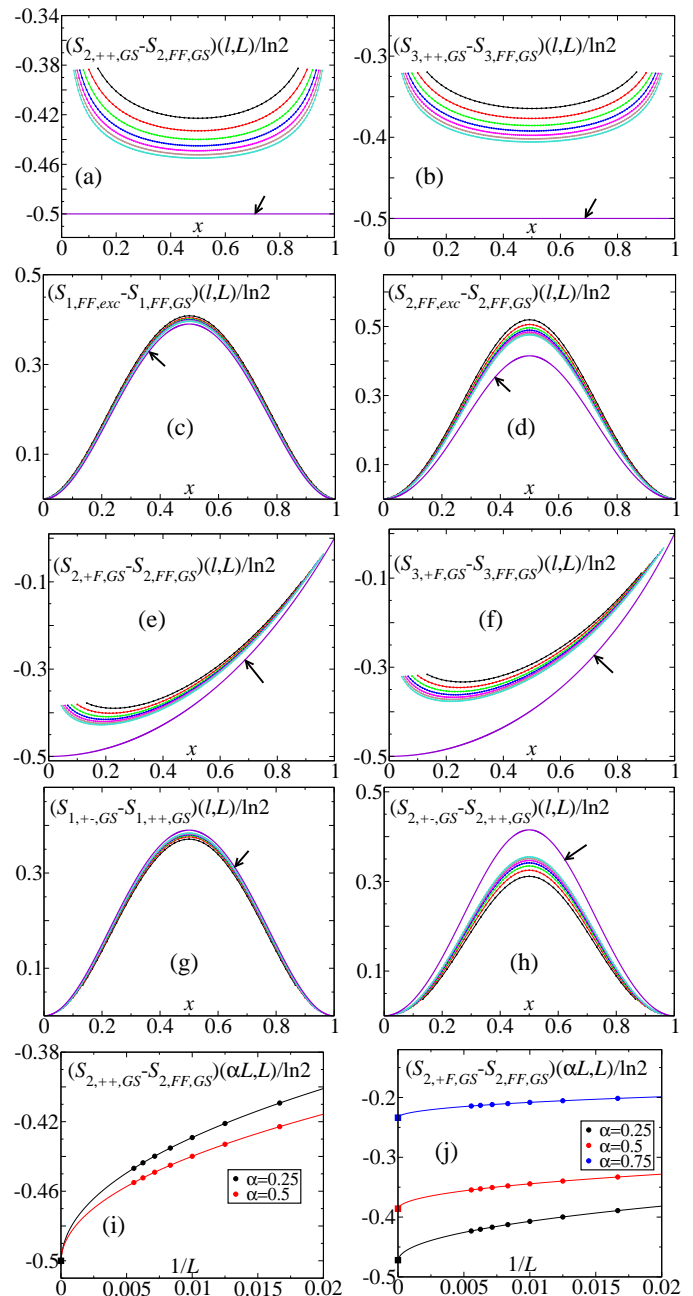 (S2,++,GS-S2,FF,GS)(l,L)/ln2
-0.38
-0.42
-0.46
-0.5
(a)
0 0.2 0.4 0.6 0.8 1
x
(S3,++,GS-S3,FF,GS)(l,L)/ln2
-0.3
-0.4
-0.5
(b)
0 0.2 0.4 0.6 0.8 1
x
(S1,FF,exc-S1,FF,GS)(l,L)/ln2
0.5
0.3
0.1
(c)
x
0 0.2 0.4 0.6 0.8 1
(S2,FF,exc-S2,FF,GS)(l,L)/ln2
0.5
0.3
0.1
(d)
x
0 0.2 0.4 0.6 0.8 1
(S2,+F,GS-S2,FF,GS)(l,L)/ln2
-0.1
-0.3
-0.5
(e)
x
0 0.2 0.4 0.6 0.8 1
(S3,+F,GS-S3,FF,GS)(l,L)/ln2
-0.1
-0.3
-0.5
(f)
x
0 0.2 0.4 0.6 0.8 1
(S1,+-,GS-S1,++,GS)(l,L)/ln2
0.3
0.1
(g)
x
0 0.2 0.4 0.6 0.8 1
(S2,+-,GS-S2,++,GS)(l,L)/ln2
0.5
0.3
0.1
(h)
x
0 0.2 0.4 0.6 0.8 1
(S2,++,GS-S2,FF,GS)(αL,L)/ln2
-0.38
-0.42
-0.46
-0.5
α=0.25
α=0.5
(i)
1/L
0 0.005 0.01 0.015 0.02
(S2,+F,GS-S2,FF,GS)(αL,L)/ln2
-0.2
-0.3
-0.4
-0.5
α=0.25
α=0.5
α=0.75
(j)
1/L
0 0.005 0.01 0.015 0.02